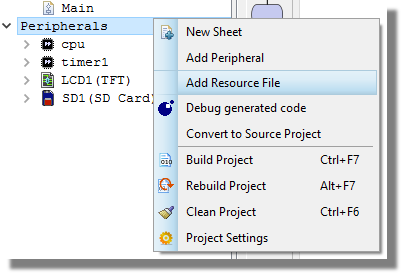 Main
Peripherals
cpu
timer1
LCD1(TFT)
SD1(SD Card)
New Sheet
Add Peripheral
Add Resource File
Debug generated code
Convert to Source Project
Build Project Ctrl+F7
Rebuild Project Alt+F7
Clean Project Ctrl+F6
Project Settings